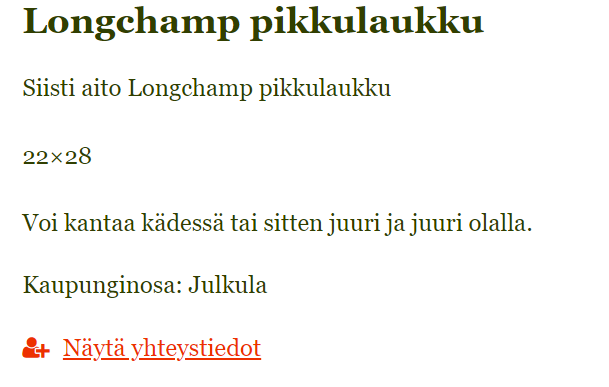 Longchamp pikkulaukku
Siisti aito Longchamp pikkulaukku
22×28
Voi kantaa kädessä tai sitten juuri ja juuri olalla.
Kaupunginosa: Julkula
Näytä yhteystiedot